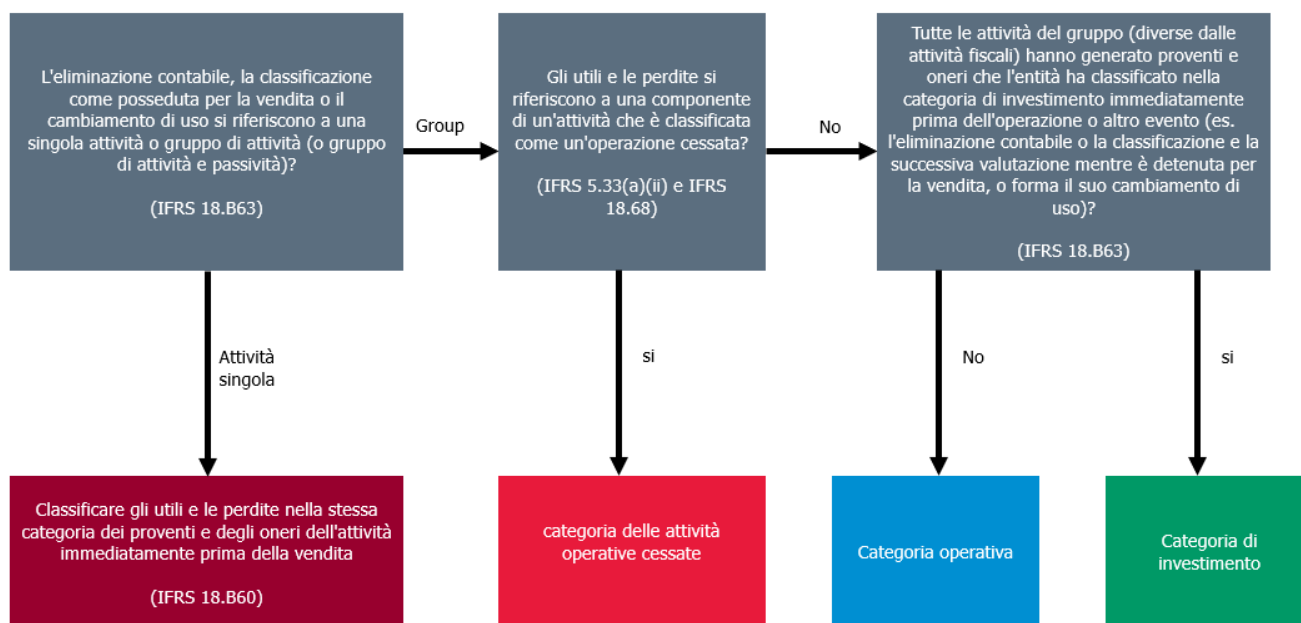 L'eliminazione contabile, la classificazione
come posseduta per la vendita o il
cambiamento di uso si riferiscono a una
singola attività o gruppo di attività (o gruppo
di attività e passività)?
(IFRS 18.B63)
Group
Gli utili e le perdite si
riferiscono a una componente
di un'attività che è classificata
come un'operazione cessata?
(IFRS 5.33(a)(ii) e IFRS
18.68)
No
Tutte le attività del gruppo (diverse dalle
attività fiscali) hanno generato proventi e
oneri che l'entità ha classificato nella
categoria di investimento immediatamente
prima dell'operazione o altro evento (es.
l'eliminazione contabile o la classificazione e la
successiva valutazione mentre è detenuta per
la vendita, o forma il suo cambiamento di
uso)?
(IFRS 18.B63)
Attività
singola
si
No
si
Classificare gli utili e le perdite nella stessa
categoria dei proventi e degli oneri dell'attività
immediatamente prima della vendita
(IFRS 18.B60)
categoria delle attività
operative cessate
Categoria operativa
Categoria di
investimento